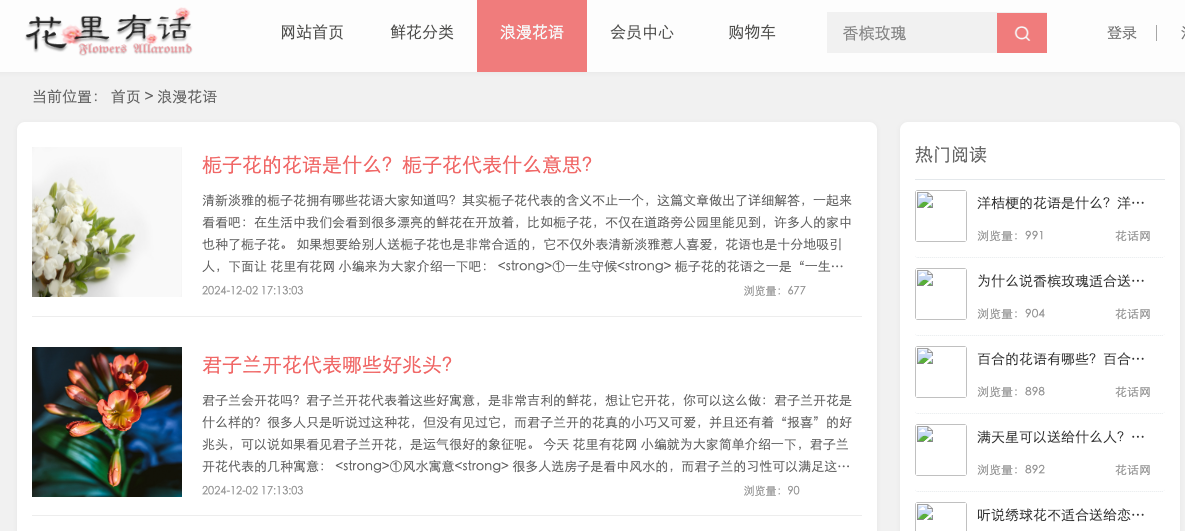 花里有话
Flowers Allaround
网站首页 鲜花分类 浪漫花语 会员中心 购物车 香槟玫瑰 登录
当前位置： 首页 > 浪漫花语
栀子花的花语是什么？栀子花代表什么意思？
清新淡雅的栀子花拥有哪些花语大家知道吗？其实栀子花代表的含义不止一个，这篇文章做出了详细解答，一起来
看看吧：在生活中我们会看到很多漂亮的鲜花在开放着，比如栀子花，不仅在道路旁公园里能见到，许多人的家中
也种了栀子花。 如果想要给别人送栀子花也是非常合适的，它不仅外表清新淡雅惹人喜爱，花语也是十分地吸引
人，下面让 花里有花网 小编来为大家介绍一下吧： <strong>①一生守候<strong> 栀子花的花语之一是“一生…
2024-12-02 17:13:03 浏览量：677
君子兰开花代表哪些好兆头？
君子兰会开花吗？君子兰开花代表着这些好寓意，是非常吉利的鲜花，想让它开花，你可以这么做：君子兰开花是
什么样的？很多人只是听说过这种花，但没有见过它，而君子兰开的花真的小巧又可爱，并且还有着“报喜”的好
兆头，可以说如果看见君子兰开花，是运气很好的象征呢。 今天 花里有花网 小编就为大家简单介绍一下，君子兰
开花代表的几种寓意： <strong>①风水寓意<strong> 很多人选房子是看中风水的，而君子兰的习性可以满足这…
2024-12-02 17:13:03 浏览量：90
热门阅读
洋桔梗的花语是什么？洋…
浏览量：991 花话网
为什么说香槟玫瑰适合送…
浏览量：904 花话网
百合的花语有哪些？百合…
浏览量：898 花话网
满天星可以送给什么人？…
浏览量：892 花话网
听说绣球花不适合送给恋…